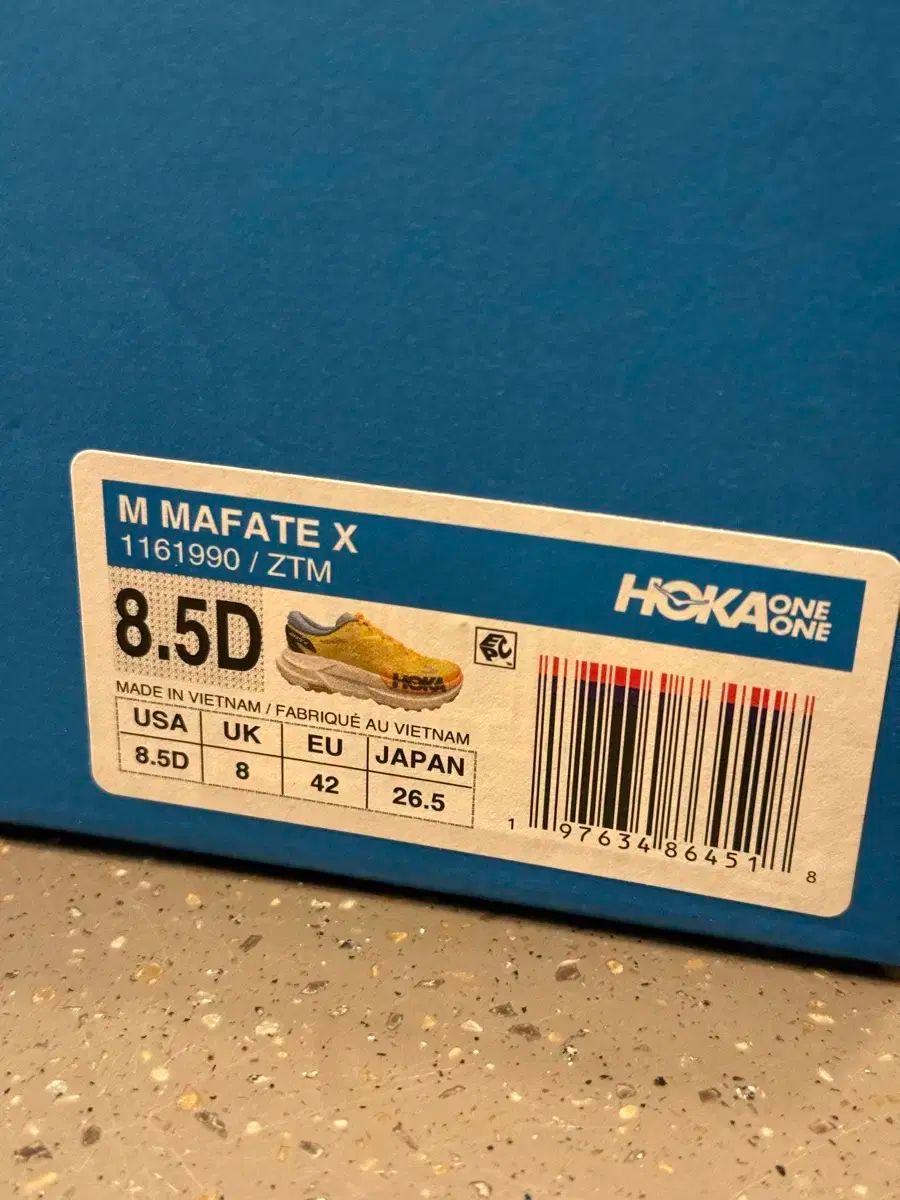 M MAFATE X
1161990 / ZTM
HOKA ONE ONE
8.5D
HOKA
EPC
MADE IN VIETNAM / FABRIQUÉ AU VIETNAM
USA UK EU JAPAN
8.5D 8 42 26.5
1 97634 86451 8